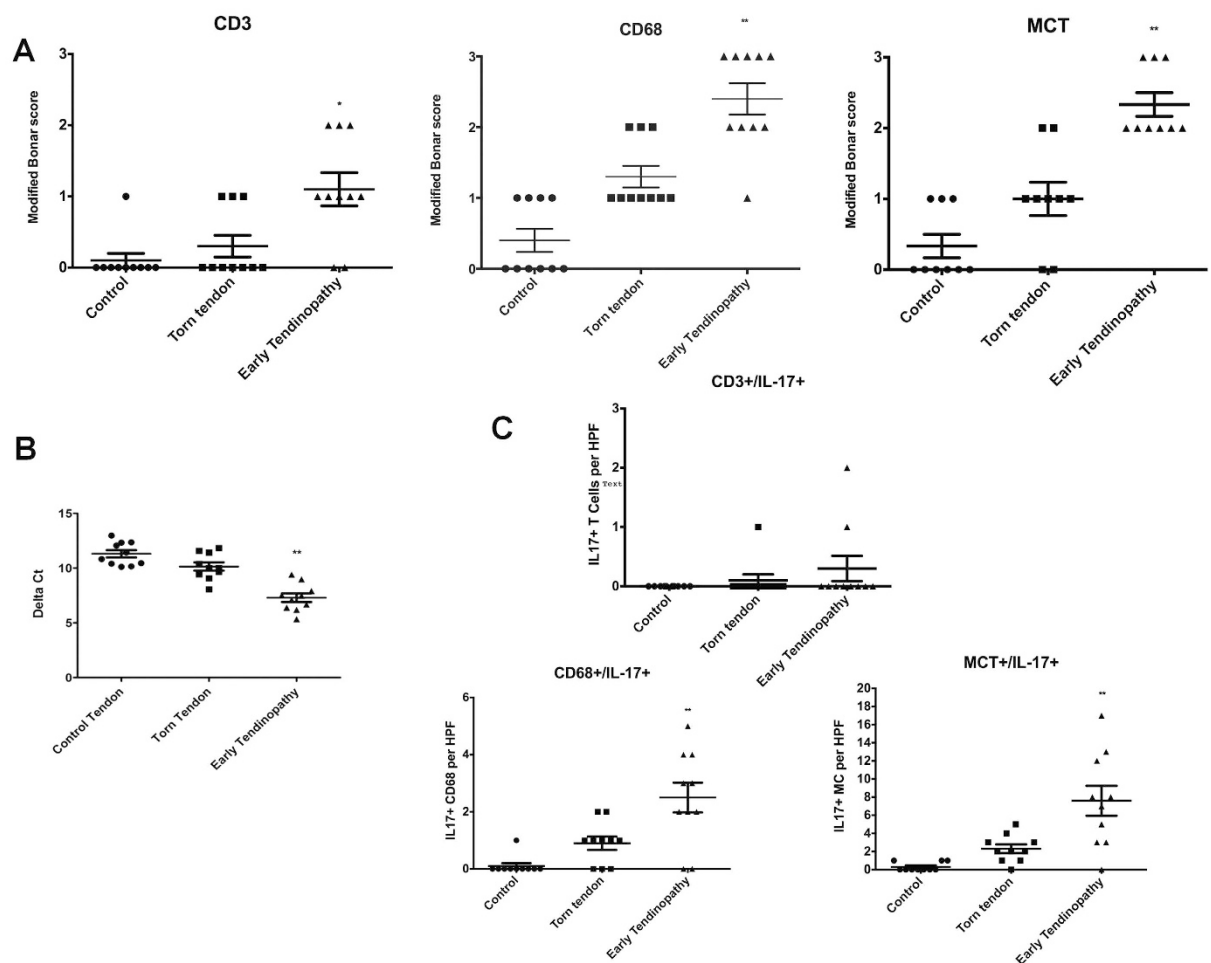 A
CD3
Modified Bonar score
3
2
1
0
*
Control
Torn tendon
Early Tendinopathy
CD68
Modified Bonar score
3
2
1
0
**
Control
Torn tendon
Early Tendinopathy
MCT
Modified Bonar score
3
2
1
0
**
Control
Torn tendon
Early Tendinopathy
B
Delta Ct
15
10
5
0
**
Control Tendon
Torn Tendon
Early Tendinopathy
C
CD3+/IL-17+
IL17+ T Cells per HPF
Text
3
2
1
0
Control
Torn tendon
Early Tendinopathy
CD68+/IL-17+
IL17+ CD68 per HPF
6
4
2
0
**
Control
Torn tendon
Early Tendinopathy
MCT+/IL-17+
IL17+ MC per HPF
20
18
16
14
12
10
8
6
4
2
0
**
Control
Torn tendon
Early Tendinopathy